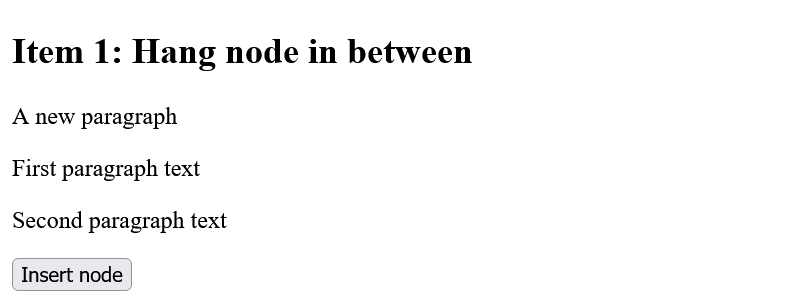 Item 1: Hang node in between
A new paragraph
First paragraph text
Second paragraph text
Insert node